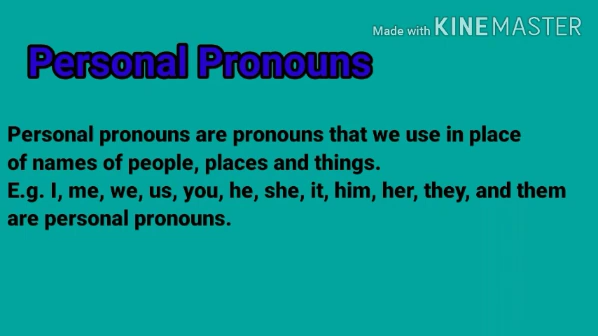 Made with KINEMASTER
Personal Pronouns
Personal pronouns are pronouns that we use in place
of names of people, places and things.
E.g. I, me, we, us, you, he, she, it, him, her, they, and them
are personal pronouns.